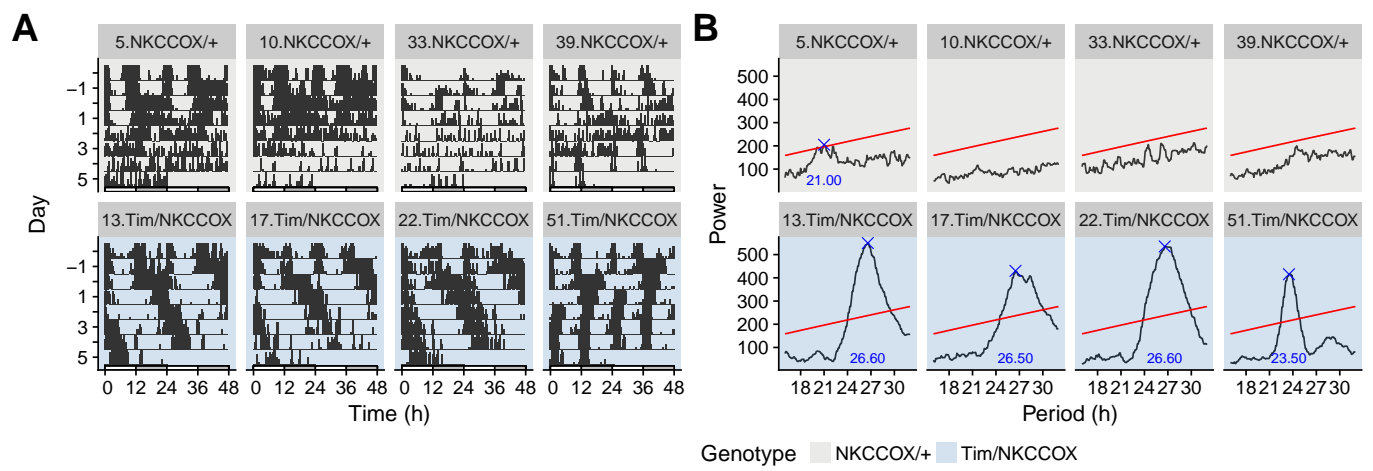 A
5.NKCCOX/+ 10.NKCCOX/+ 33.NKCCOX/+ 39.NKCCOX/+
−1
1
3
5
13.Tim/NKCCOX 17.Tim/NKCCOX 22.Tim/NKCCOX 51.Tim/NKCCOX
−1
1
3
5
Day
0 12 24 36 48 0 12 24 36 48 0 12 24 36 48 0 12 24 36 48
Time (h)
B
5.NKCCOX/+ 10.NKCCOX/+ 33.NKCCOX/+ 39.NKCCOX/+
500
400
300
200
100
21.00
13.Tim/NKCCOX 17.Tim/NKCCOX 22.Tim/NKCCOX 51.Tim/NKCCOX
500
400
300
200
100
26.60 26.50 26.60 23.50
Power
18 21 24 27 30 18 21 24 27 30 18 21 24 27 30 18 21 24 27 30
Period (h)
Genotype NKCCOX/+ Tim/NKCCOX